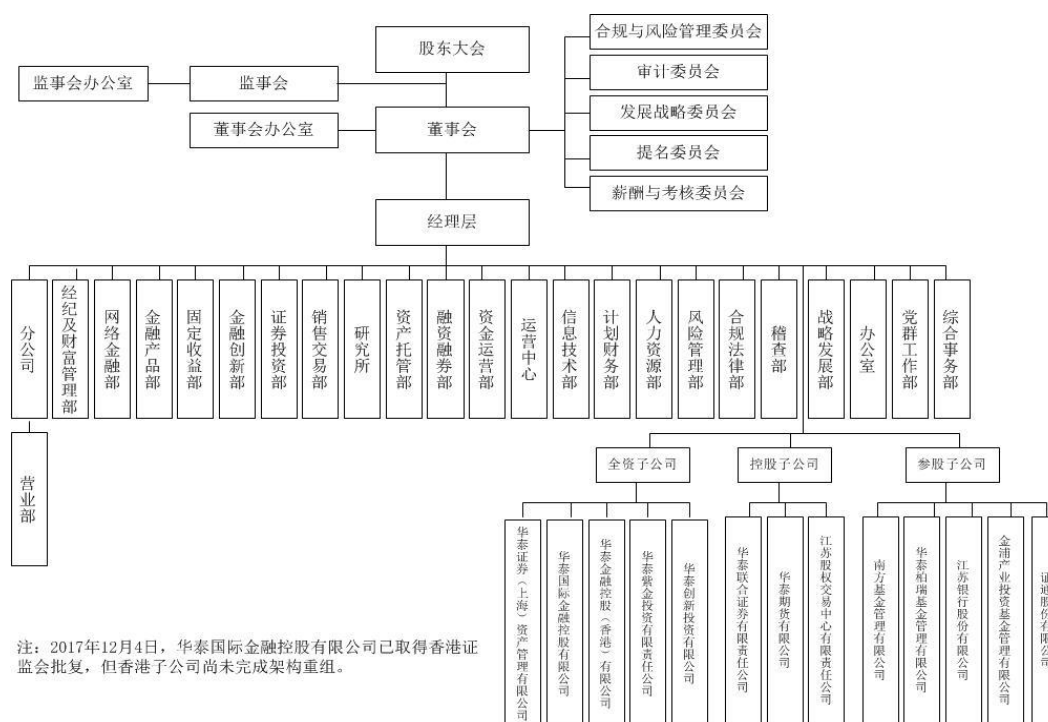 股东大会
合规与风险管理委员会
审计委员会
监事会办公室
监事会
发展战略委员会
董事会办公室
董事会
提名委员会
薪酬与考核委员会
经理层
分公司
经纪及财富管理部
网络金融部
金融产品部
固定收益部
金融创新部
证券投资部
销售交易部
研究所
资产托管部
融资融券部
资金运营部
运营中心
信息技术部
计划财务部
人力资源部
风险管理部
合规法律部
稽查部
战略发展部
办公室
党群工作部
综合事务部
营业部
全资子公司
控股子公司
参股子公司
华泰证券（上海）资产管理有限公司
华泰国际金融控股有限公司
华泰金融控股（香港）有限公司
华泰紫金投资有限责任公司
华泰创新投资有限公司
华泰联合证券有限责任公司
华泰期货有限公司
江苏股权交易中心有限责任公司
南方基金管理有限公司
华泰柏瑞基金管理有限公司
江苏银行股份有限公司
金浦产业投资基金管理有限公司
证通股份有限公司
注：2017年12月4日，华泰国际金融控股有限公司已取得香港证
监会批复，但香港子公司尚未完成架构重组。